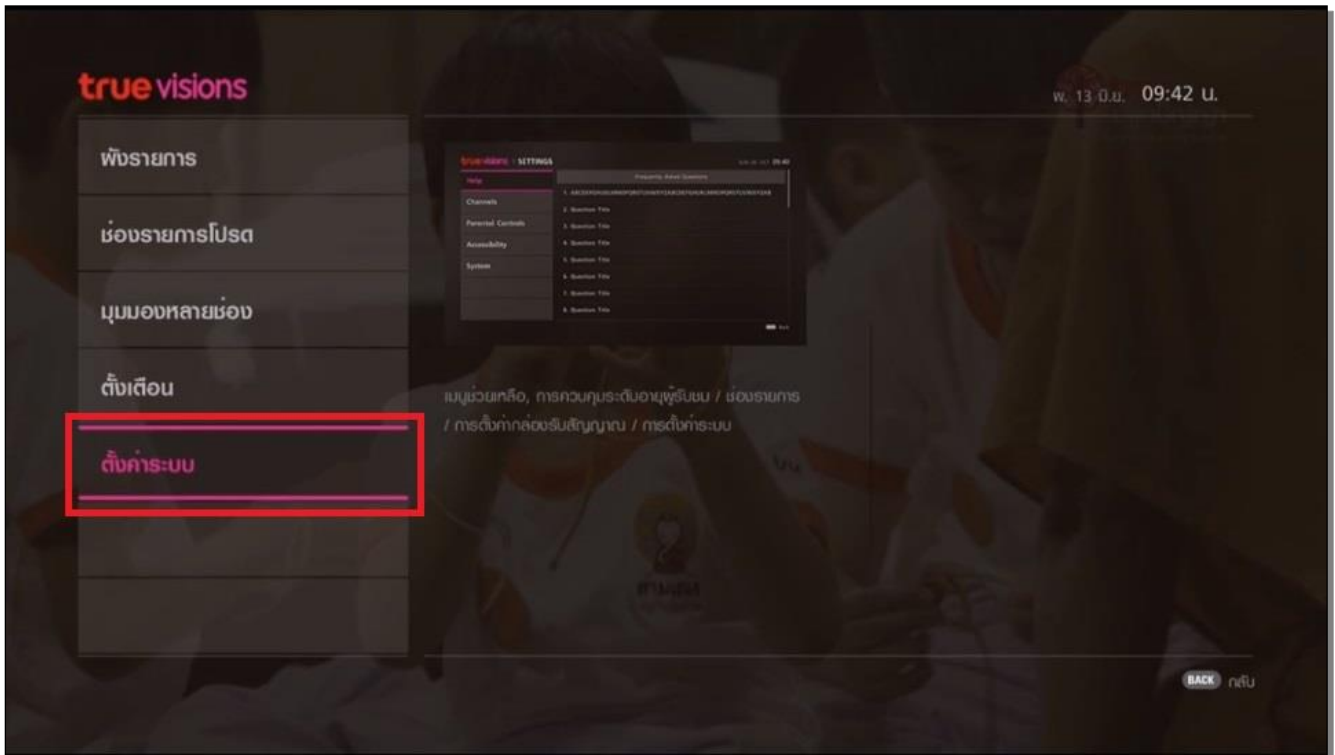 true visions
พ. 13 มิ.ย. 09:42 น.
ผังรายการ
ช่องรายการโปรด
มุมมองหลายช่อง
ตั้งเตือน
ตั้งค่าระบบ
true visions › SETTINGS
09:40
Help
Channels
Parental Controls
Accessibility
System
Frequently Asked Questions
2. Question Title
3. Question Title
4. Question Title
5. Question Title
6. Question Title
7. Question Title
8. Question Title
Back
เมนูช่วยเหลือ, การควบคุมระดับอายุผู้รับชม / ช่องรายการ
/ การตั้งค่ากล่องรับสัญญาณ / การตั้งค่าระบบ
true
BACK กลับ